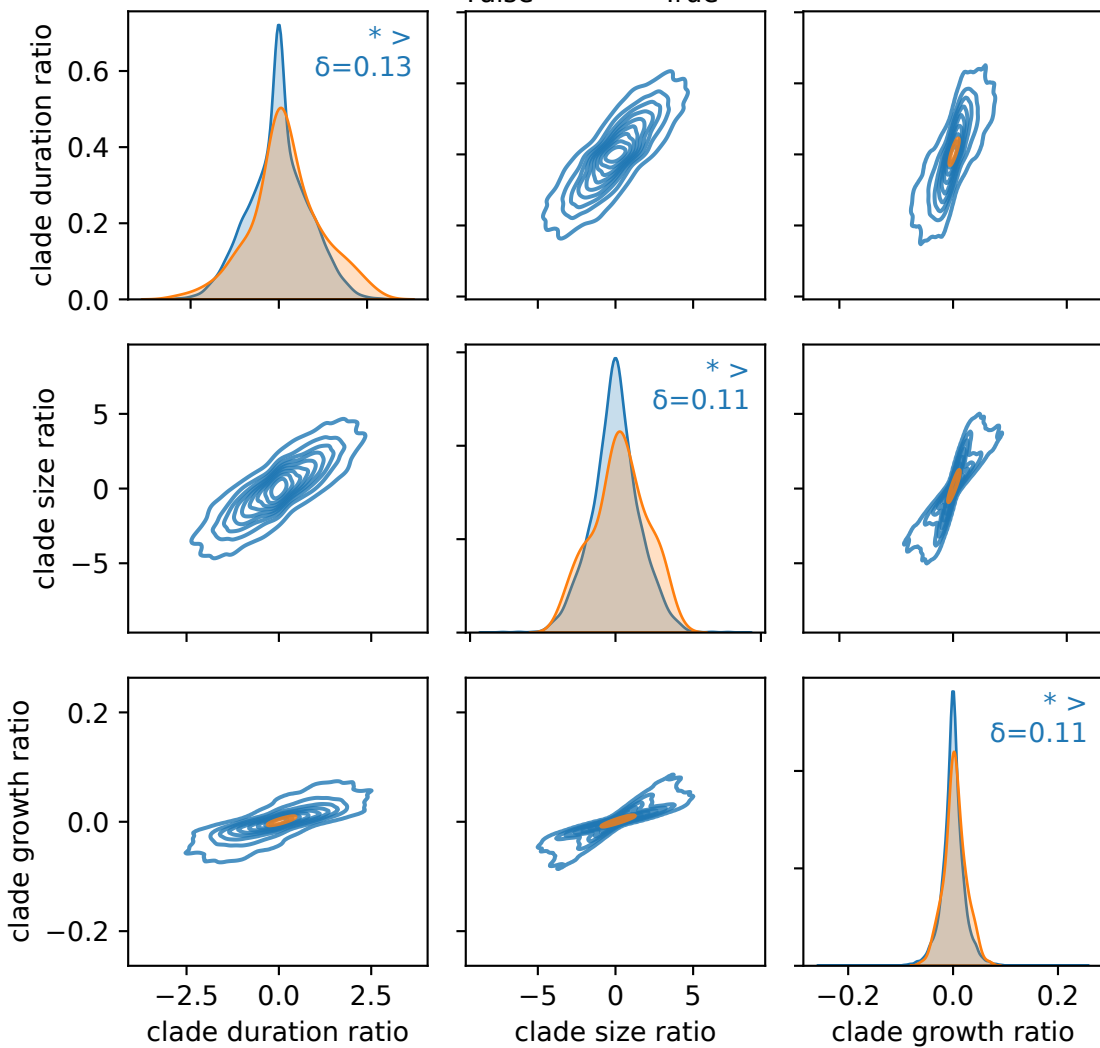 clade duration ratio
0.6
0.4
0.2
0.0
* >
δ=0.13
clade size ratio
5
0
−5
* >
δ=0.11
clade growth ratio
0.2
0.0
−0.2
* >
δ=0.11
−2.5 0.0 2.5
−5 0 5
−0.2 0.0 0.2
clade duration ratio
clade size ratio
clade growth ratio